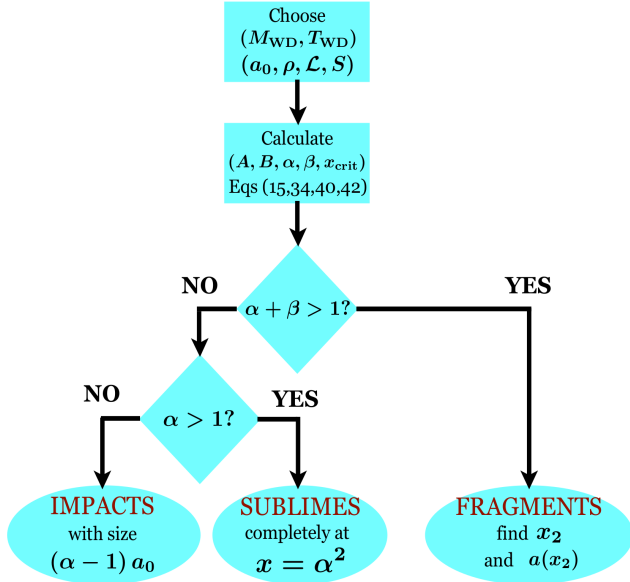 Choose
(M_WD, T_WD)
(a_0, ρ, ℒ, S)
Calculate
(A, B, α, β, x_crit)
Eqs (15,34,40,42)
NO
YES
α + β > 1?
NO
YES
α > 1?
IMPACTS
with size
(α − 1) a_0
SUBLIMES
completely at
x = α²
FRAGMENTS
find x_2
and a(x_2)